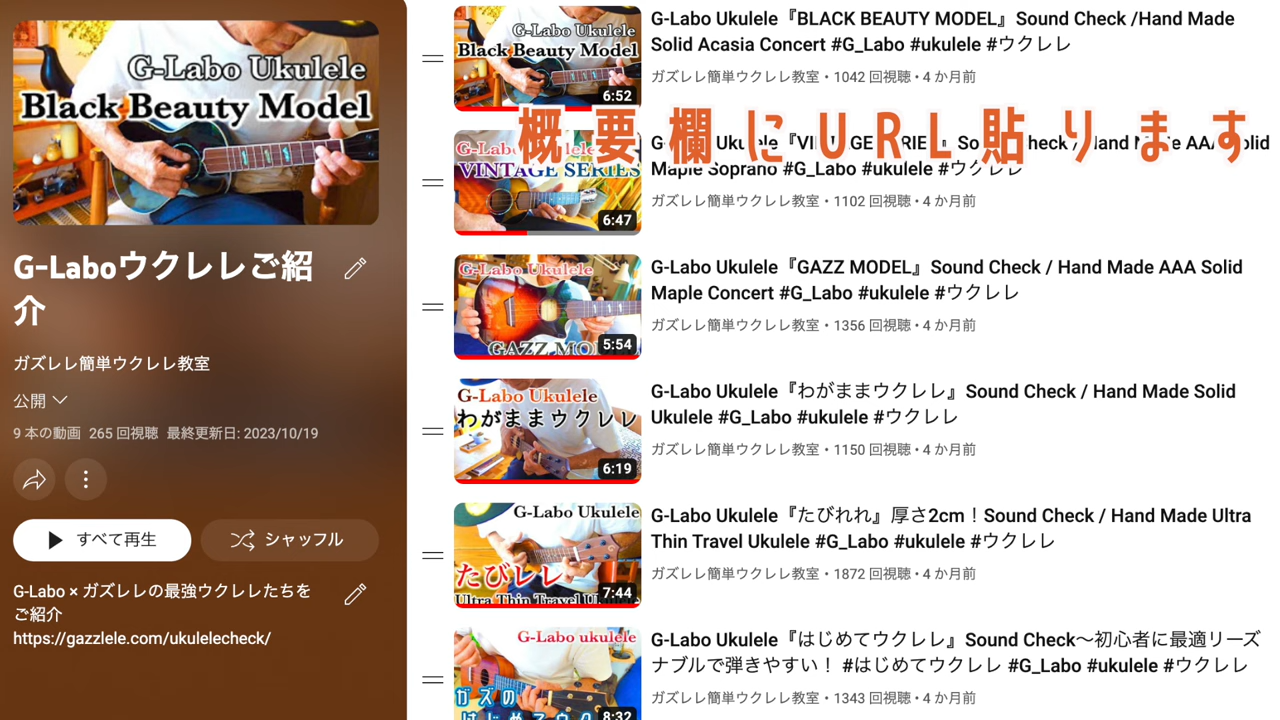 G-Labo Ukulele
Black Beauty Model
G-Laboウクレレご紹
介
ガズレレ簡単ウクレレ教室
公開
9 本の動画 265 回視聴 最終更新日: 2023/10/19
すべて再生
シャッフル
G-Labo × ガズレレの最強ウクレレたちを
ご紹介
https://gazzlele.com/ukulelecheck/
概要欄にURL貼ります
G-Labo Ukulele
Black Beauty Model
6:52
G-Labo Ukulele『BLACK BEAUTY MODEL』Sound Check /Hand Made
Solid Acasia Concert #G_Labo #ukulele #ウクレレ
ガズレレ簡単ウクレレ教室・1042 回視聴・4 か月前
VINTAGE SERIES
6:47
Maple Soprano #G_Labo #ukulele #ウクレレ
ガズレレ簡単ウクレレ教室・1102 回視聴・4 か月前
G-Labo Ukulele
5:54
G-Labo Ukulele『GAZZ MODEL』Sound Check / Hand Made AAA Solid
Maple Concert #G_Labo #ukulele #ウクレレ
ガズレレ簡単ウクレレ教室・1356 回視聴・4 か月前
G-Labo Ukulele
わがままウクレレ
6:19
G-Labo Ukulele『わがままウクレレ』Sound Check / Hand Made Solid
Ukulele #G_Labo #ukulele #ウクレレ
ガズレレ簡単ウクレレ教室・1150 回視聴・4 か月前
G-Labo Ukulele
たびレレ
Ultra Thin Travel
7:44
G-Labo Ukulele『たびれれ』厚さ2cm！Sound Check / Hand Made Ultra
Thin Travel Ukulele #G_Labo #ukulele #ウクレレ
ガズレレ簡単ウクレレ教室・1872 回視聴・4 か月前
G-Labo ukulele
ガズの
8:32
G-Labo Ukulele『はじめてウクレレ』Sound Check〜初心者に最適リーズ
ナブルで弾きやすい！ #はじめてウクレレ #G_Labo #ukulele #ウクレレ
ガズレレ簡単ウクレレ教室・1343 回視聴・4 か月前